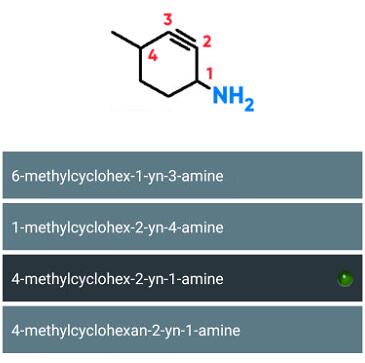 3
2
4
1
NH2
6-methylcyclohex-1-yn-3-amine
1-methylcyclohex-2-yn-4-amine
4-methylcyclohex-2-yn-1-amine
4-methylcyclohexan-2-yn-1-amine